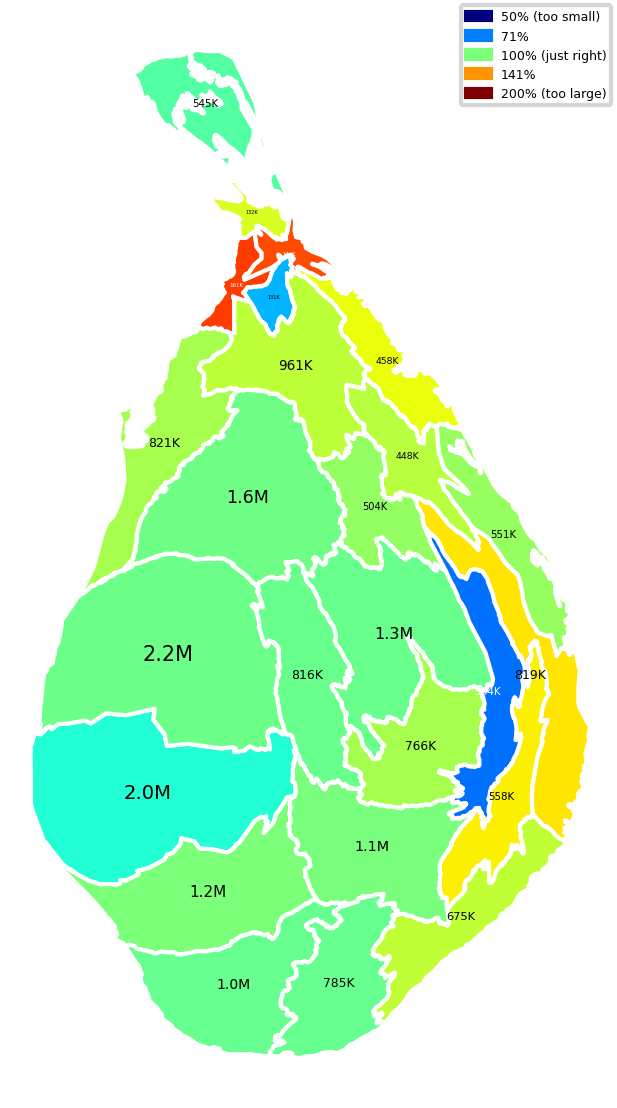 50% (too small)
71%
100% (just right)
141%
200% (too large)
545K
132K
161K
131K
961K
458K
821K
448K
1.6M
504K
551K
1.3M
2.2M
816K
819K
766K
2.0M
558K
1.1M
1.2M
675K
1.0M
785K